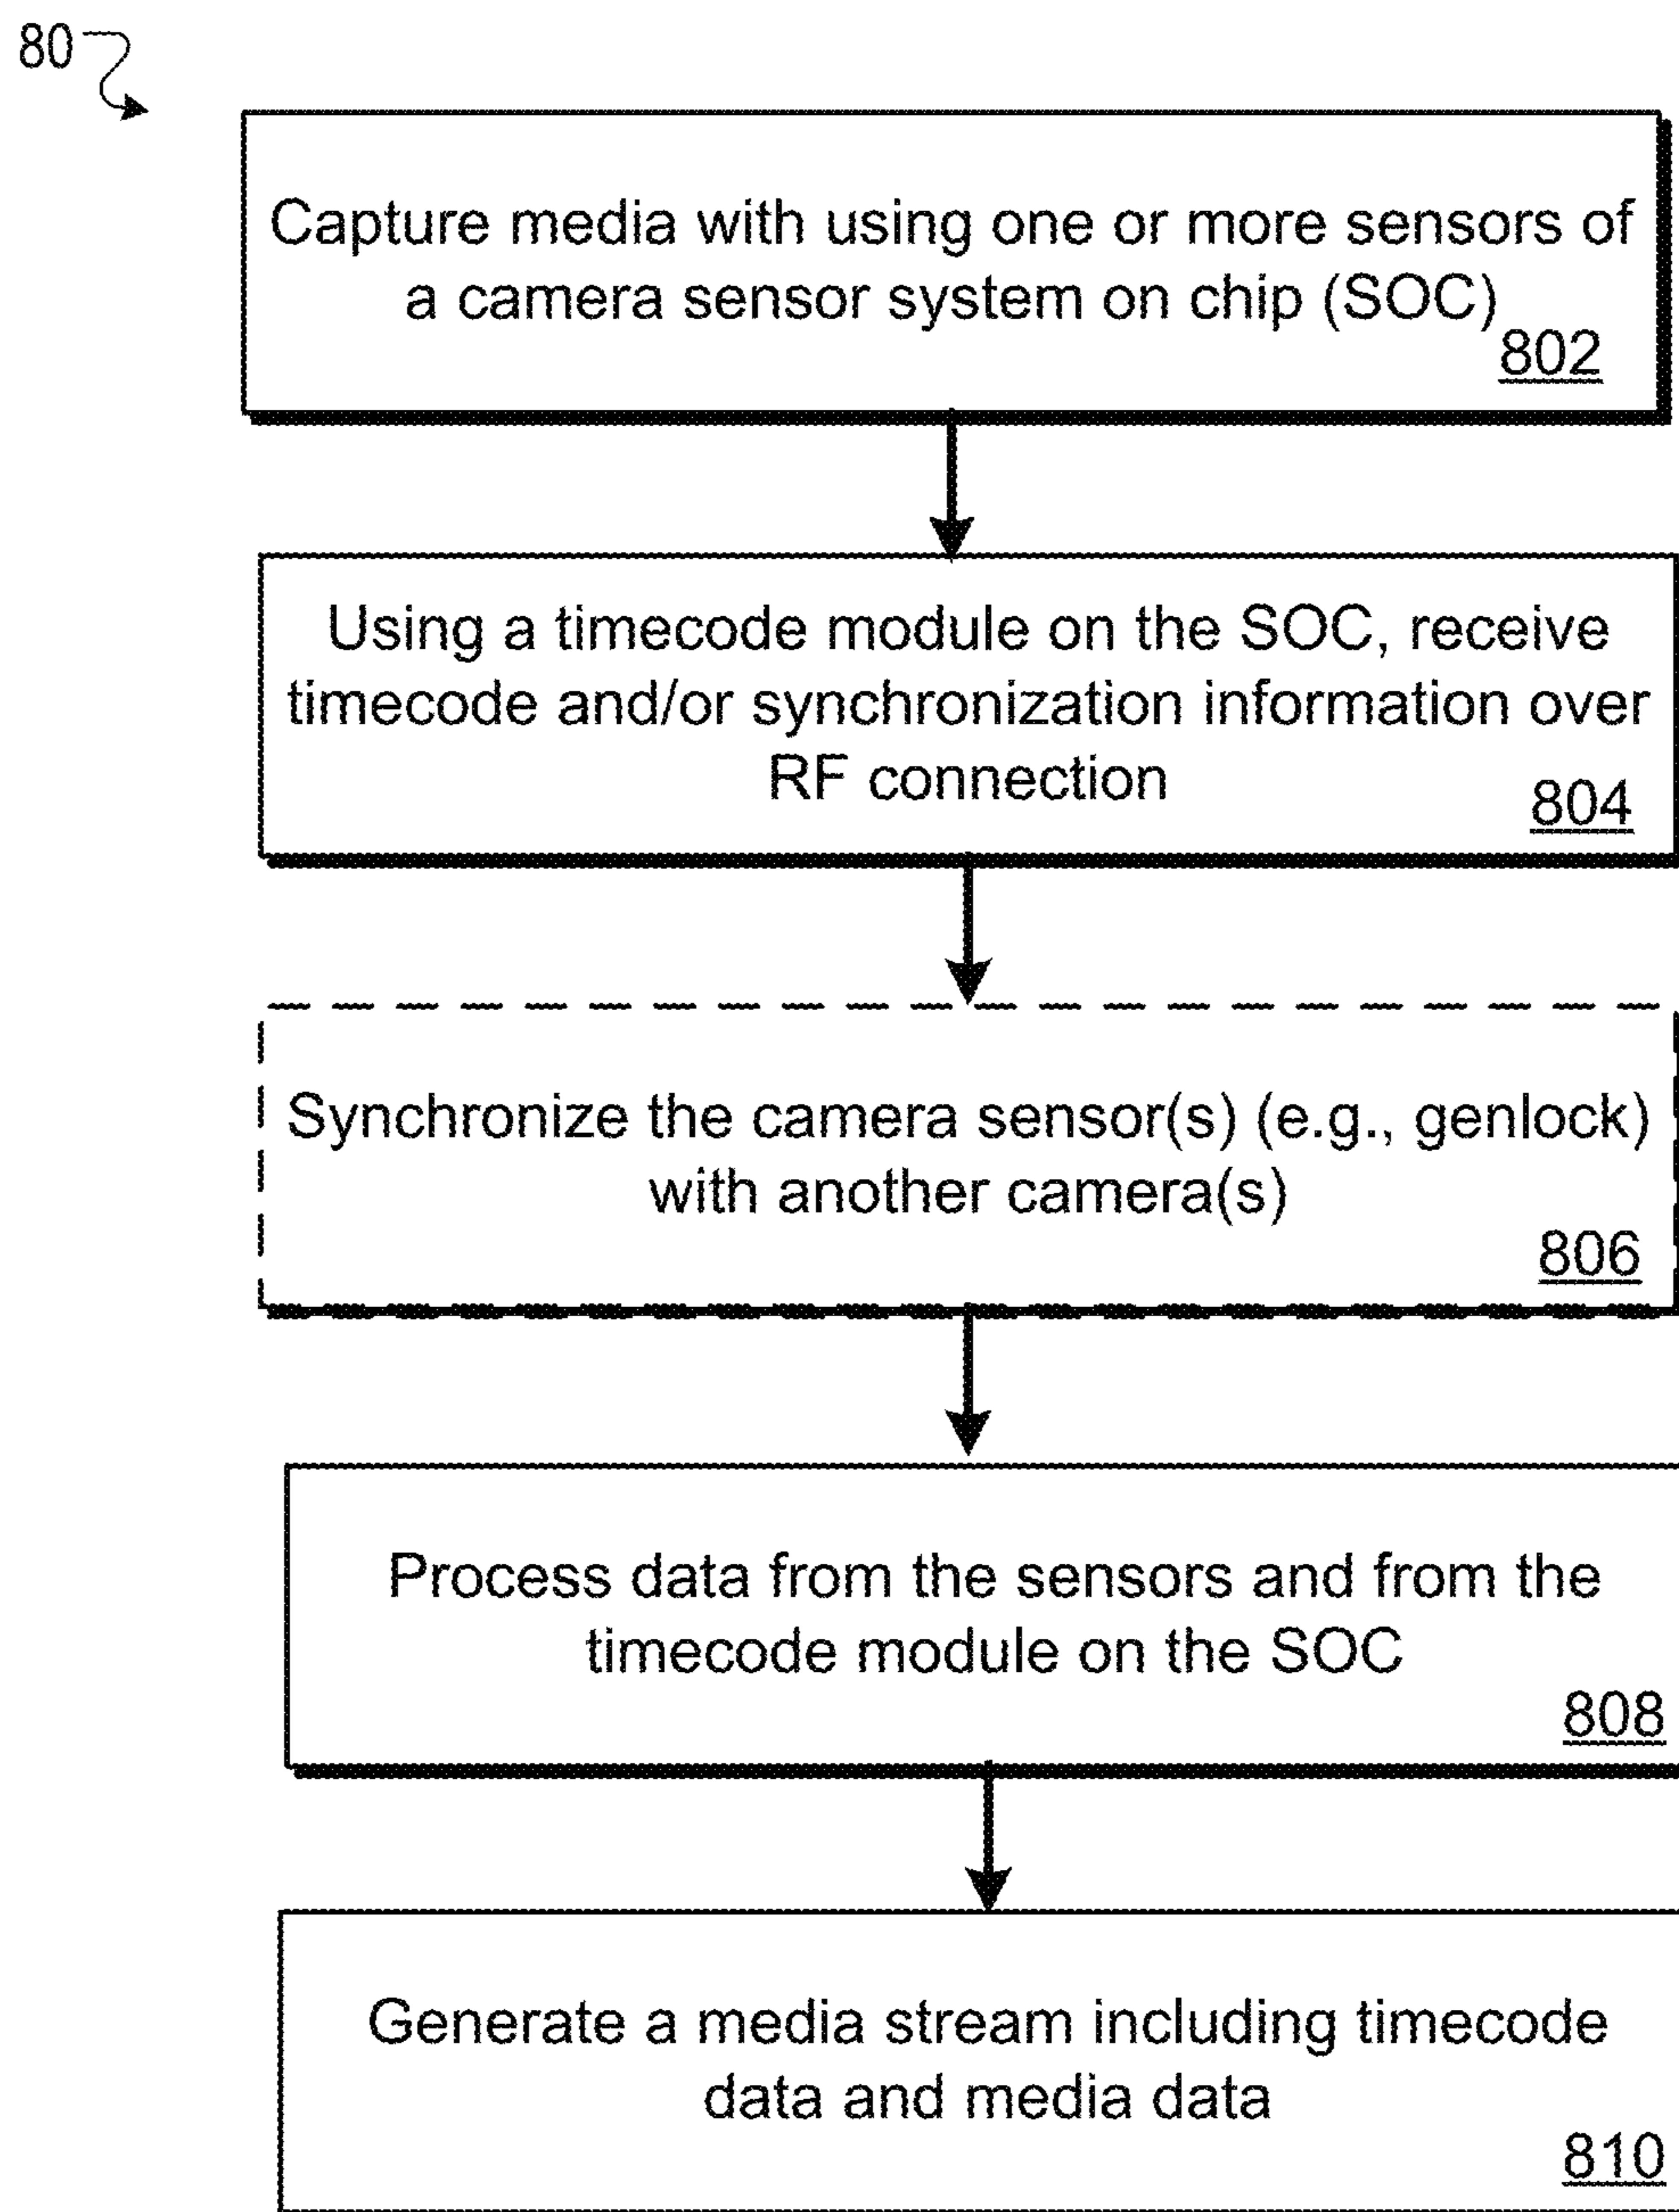 80
Capture media with using one or more sensors of
a camera sensor system on chip (SOC)
802
Using a timecode module on the SOC, receive
timecode and/or synchronization information over
RF connection
804
Synchronize the camera sensor(s) (e.g., genlock)
with another camera(s)
806
Process data from the sensors and from the
timecode module on the SOC
808
Generate a media stream including timecode
data and media data
810